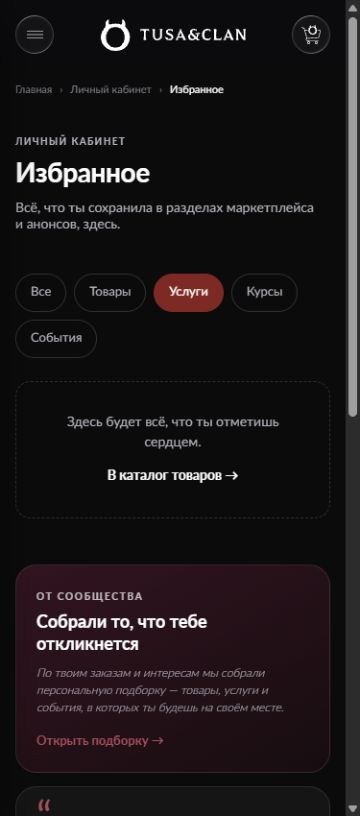 TUSA&CLAN
Главная › Личный кабинет › Избранное
ЛИЧНЫЙ КАБИНЕТ
Избранное
Всё, что ты сохранила в разделах маркетплейса
и анонсов, здесь.
Все Товары Услуги Курсы
События
Здесь будет всё, что ты отметишь
сердцем.
В каталог товаров →
ОТ СООБЩЕСТВА
Собрали то, что тебе
откликнется
По твоим заказам и интересам мы собрали
персональную подборку — товары, услуги и
события, в которых ты будешь на своём месте.
Открыть подборку →
“